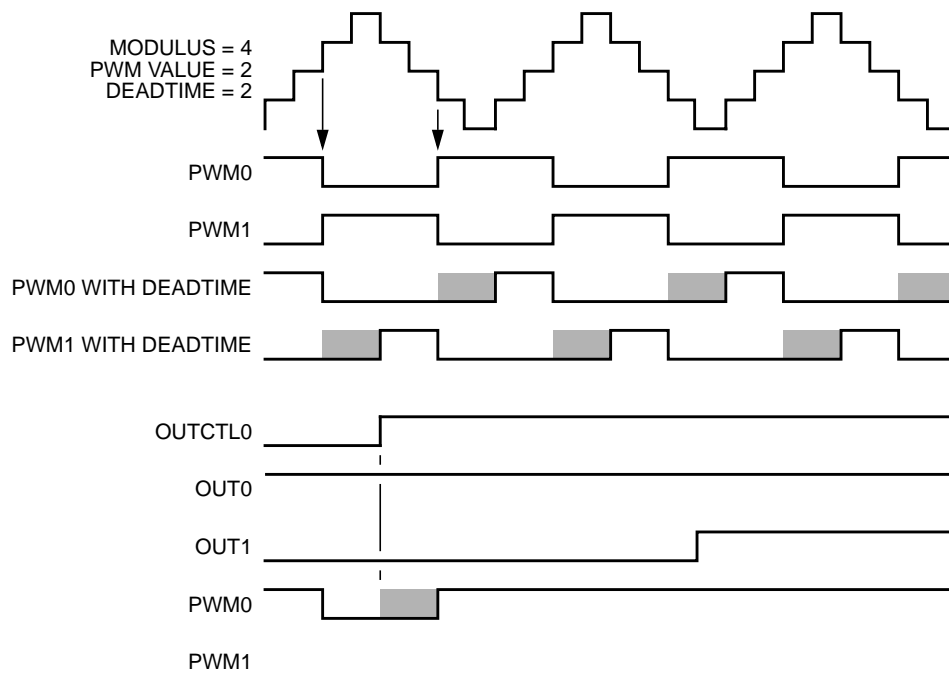 MODULUS = 4
PWM VALUE = 2
DEADTIME = 2
PWM0
PWM1
PWM0 WITH DEADTIME
PWM1 WITH DEADTIME
OUTCTL0
OUT0
OUT1
PWM0
PWM1